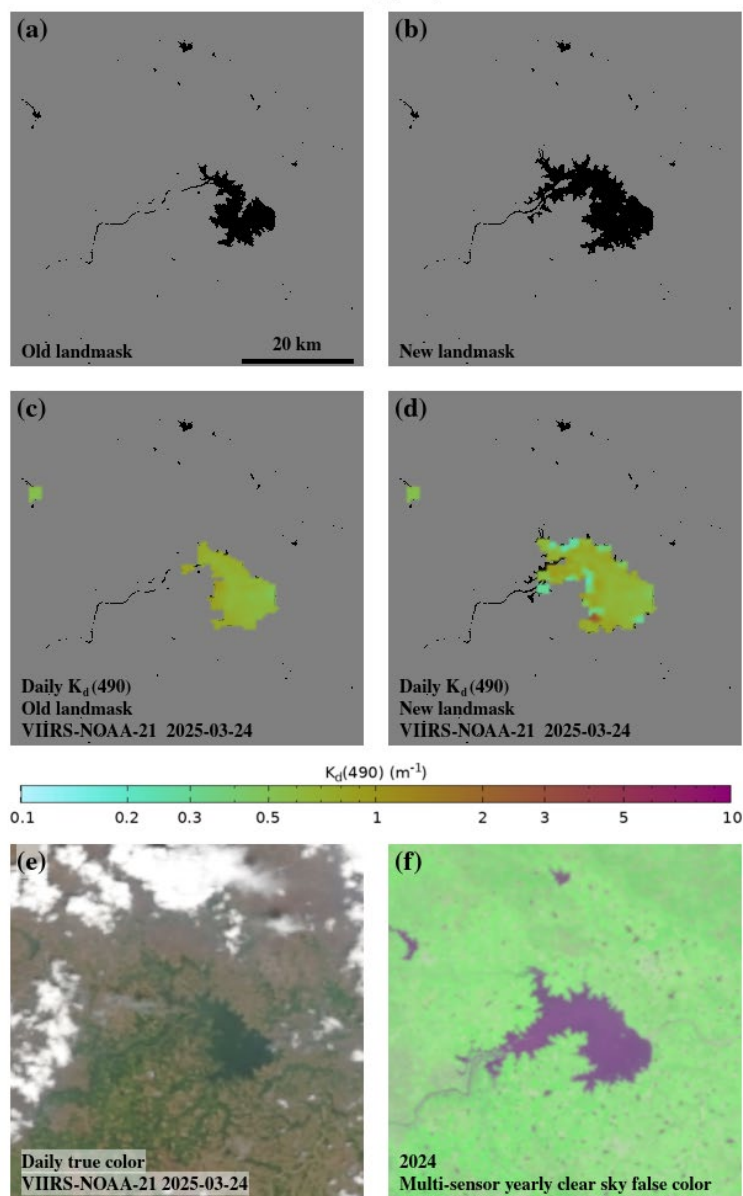 (a)
(b)
Old landmask
20 km
New landmask
(c)
(d)
Daily Kd(490)
Old landmask
VIIRS-NOAA-21 2025-03-24
Daily Kd(490)
New landmask
VIIRS-NOAA-21 2025-03-24
Kd(490) (m-1)
0.1 0.2 0.3 0.5 1 2 3 5 10
(e)
(f)
Daily true color
VIIRS-NOAA-21 2025-03-24
2024
Multi-sensor yearly clear sky false color